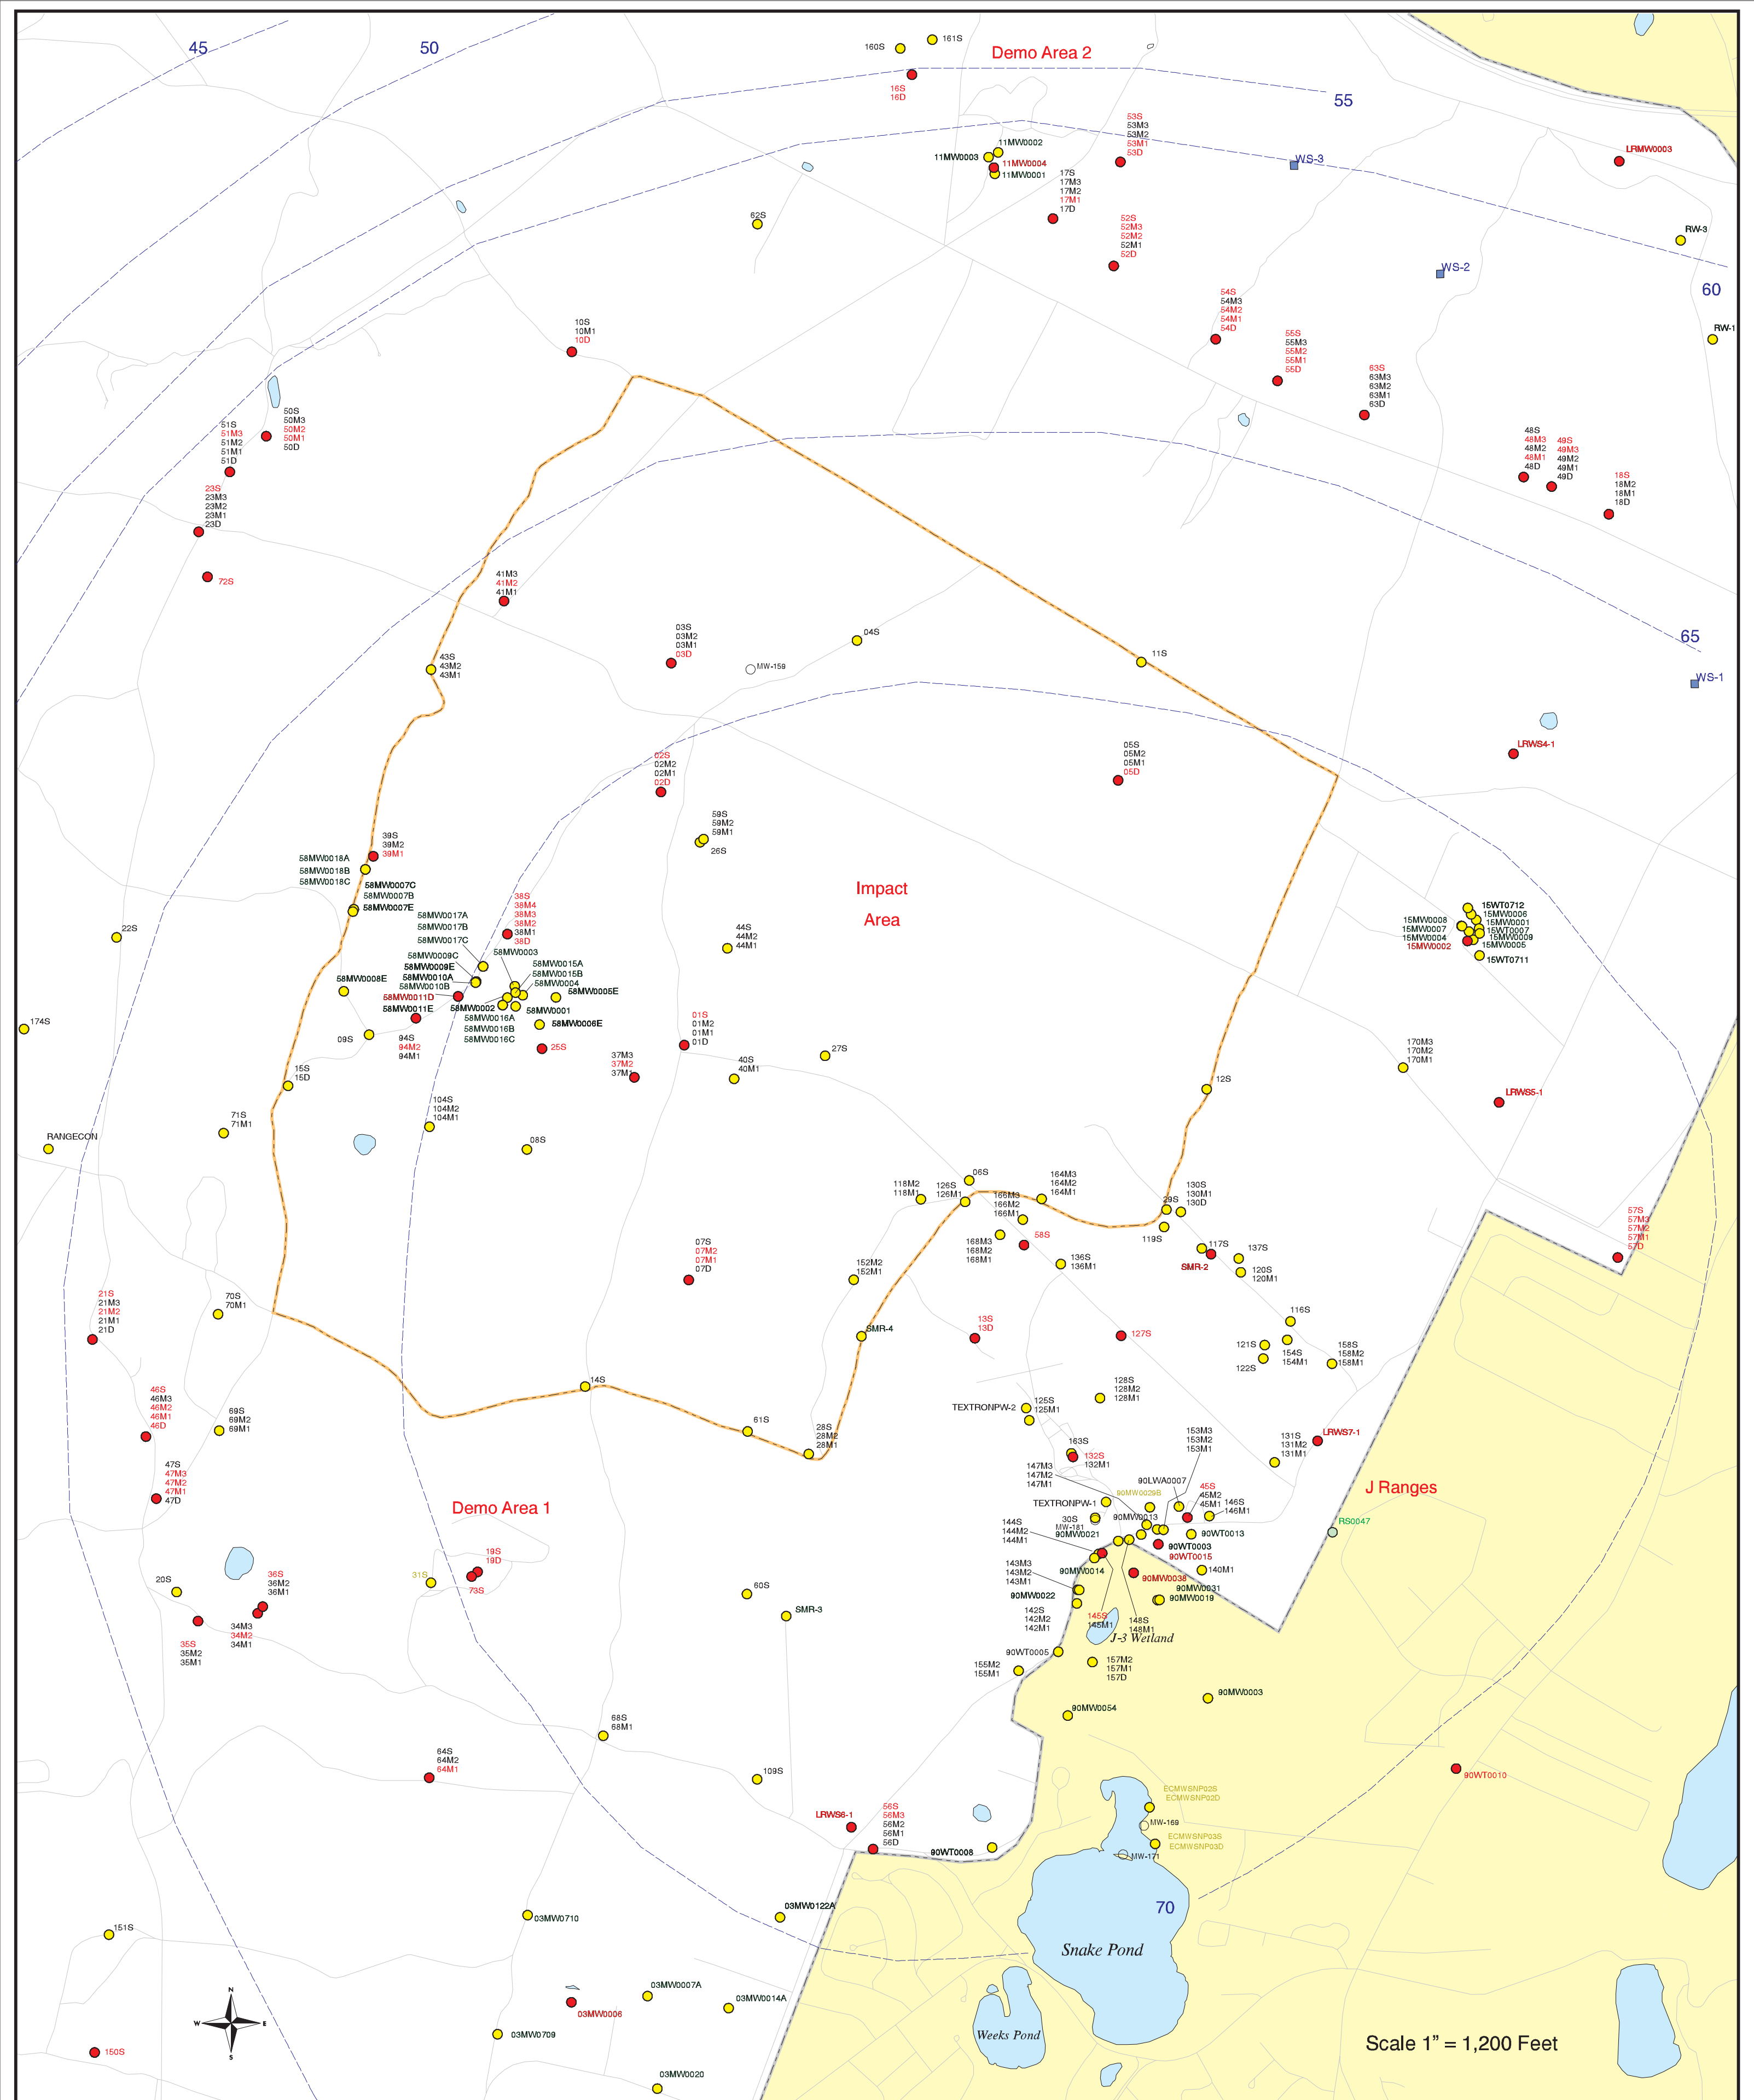 45
50
160S
161S
Demo Area 2
16S
16D
55
53S
53M3
53M2
53M1
53D
11MW0002
11MW0003
11MW0004
11MW0001
17S
17M3
17M2
17M1
17D
WS-3
LRMW0003
62S
52S
52M3
52M2
52M1
52D
RW-3
WS-2
60
54S
54M3
54M2
54M1
54D
10S
10M1
10D
RW-1
55S
55M3
55M2
55M1
55D
63S
63M3
63M2
63M1
63D
50S
50M3
50M2
50M1
50D
51S
51M3
51M2
51M1
51D
48S
48M3
48M2
48M1
48D
49S
49M3
49M2
49M1
49D
18S
18M2
18M1
18D
23S
23M3
23M2
23M1
23D
72S
41M3
41M2
41M1
03S
03M2
03M1
03D
04S
MW-159
43S
43M2
43M1
11S
65
WS-1
02S
02M2
02M1
02D
05S
05M2
05M1
05D
LRWS4-1
59S
59M2
59M1
26S
39S
39M2
39M1
58MW0018A
58MW0018B
58MW0018C
58MW0007C
58MW0007B
58MW0007E
Impact
Area
38S
38M4
38M3
38M2
38M1
38D
58MW0017A
58MW0017B
58MW0017C
58MW0003
44S
44M2
44M1
22S
15WT0712
15MW0006
15MW0008
15MW0001
15MW0007
15WT0007
15MW0004
15MW0009
15MW0002
15MW0005
15WT0711
58MW0009C
58MW0009E
58MW0010A
58MW0010B
58MW0011D
58MW0011E
58MW0008E
58MW0015A
58MW0015B
58MW0004
58MW0005E
58MW0002
58MW0001
58MW0016A
58MW0016B
58MW0016C
58MW0006E
174S
09S
94S
94M2
94M1
25S
01S
01M2
01M1
01D
37M3
37M2
37M1
40S
40M1
27S
170M3
170M2
170M1
15S
15D
12S
LRWS5-1
104S
104M2
104M1
71S
71M1
RANGECON
08S
06S
118M2
118M1
126S
126M1
164M3
164M2
164M1
166M3
166M2
166M1
29S
130S
130M1
130D
119S
57S
57M3
57M2
57M1
57D
58S
168M3
168M2
168M1
117S
SMR-2
137S
120S
120M1
136S
136M1
07S
07M2
07M1
07D
152M2
152M1
21S
21M3
21M2
21M1
21D
70S
70M1
SMR-4
13S
13D
127S
116S
121S
122S
154S
154M1
158S
158M2
158M1
14S
46S
46M3
46M2
46M1
46D
69S
69M2
69M1
61S
28S
28M2
28M1
128S
128M2
128M1
TEXTRONPW-2
125S
125M1
163S
132S
132M1
153M3
153M2
153M1
131S
131M2
131M1
LRWS7-1
47S
47M3
47M2
47M1
47D
147M3
147M2
147M1
90LWA0007
90MW0029B
45S
45M2
45M1
146S
146M1
J Ranges
Demo Area 1
TEXTRONPW-1
30S
MW-181
90MW0021
90MW0013
90WT0013
RS0047
144S
144M2
144M1
90WT0003
90WT0015
90MW0014
140M1
19S
19D
73S
31S
143M3
143M2
143M1
90MW0038
90MW0031
90MW0019
90MW0022
20S
36S
36M2
36M1
60S
SMR-3
142S
142M2
142M1
145S
145M1
148S
148M1
J-3 Wetland
34M3
34M2
34M1
35S
35M2
35M1
90WT0005
155M2
155M1
157M2
157M1
157D
90MW0003
90MW0054
68S
68M1
64S
64M2
64M1
109S
90WT0010
ECMWSNP02S
ECMWSNP02D
LRWS6-1
56S
56M3
56M2
56M1
56D
MW-169
ECMWSNP03S
ECMWSNP03D
90WT0008
MW-171
70
03MW0122A
03MW0710
151S
Snake Pond
03MW0007A
03MW0014A
03MW0006
N
W
E
S
03MW0709
Weeks Pond
Scale 1” = 1,200 Feet
150S
03MW0020